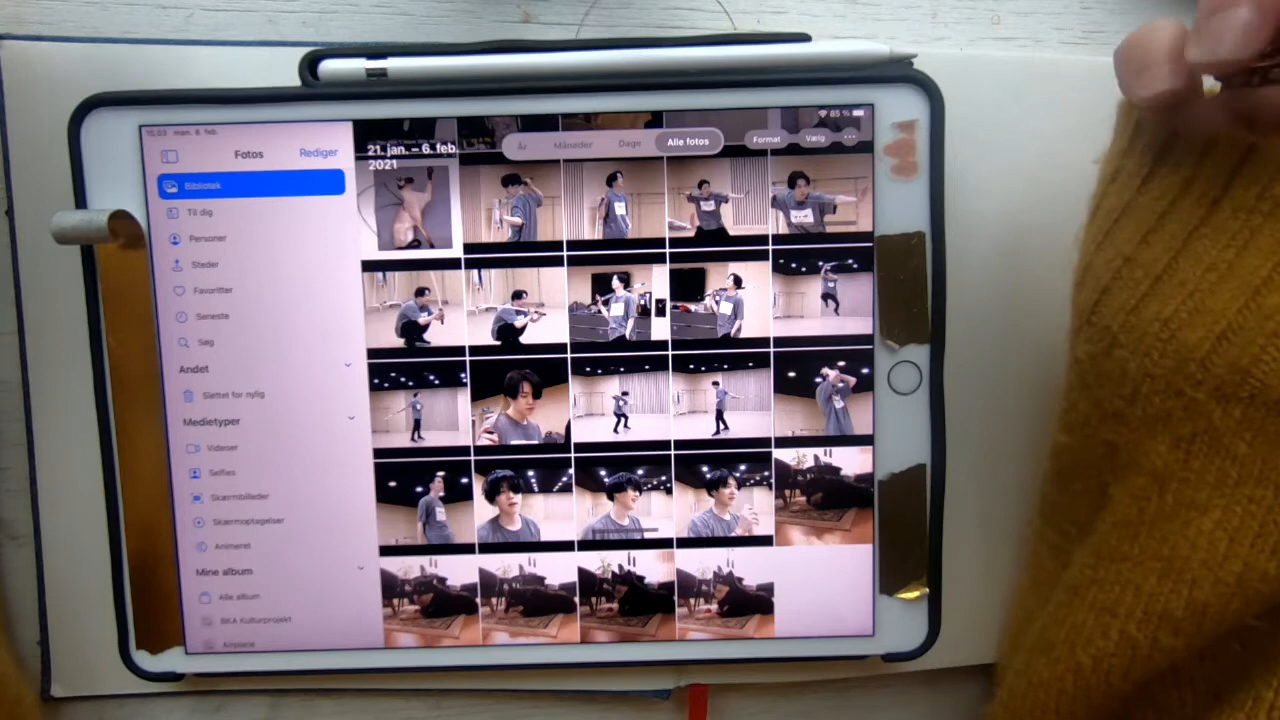 15.03 man. 8. feb.
85 %
Fotos
Rediger
Bibliotek
Til dig
Personer
Steder
Favoritter
Seneste
Søg
Andet
Slettet for nylig
Medietyper
Videoer
Selfies
Skærmbilleder
Skærmoptagelser
Animeret
Mine album
Alle album
BKA Kulturprojekt
Airplane
21. jan. – 6. feb.
2021
År
Måneder
Dage
Alle fotos
Format
Vælg